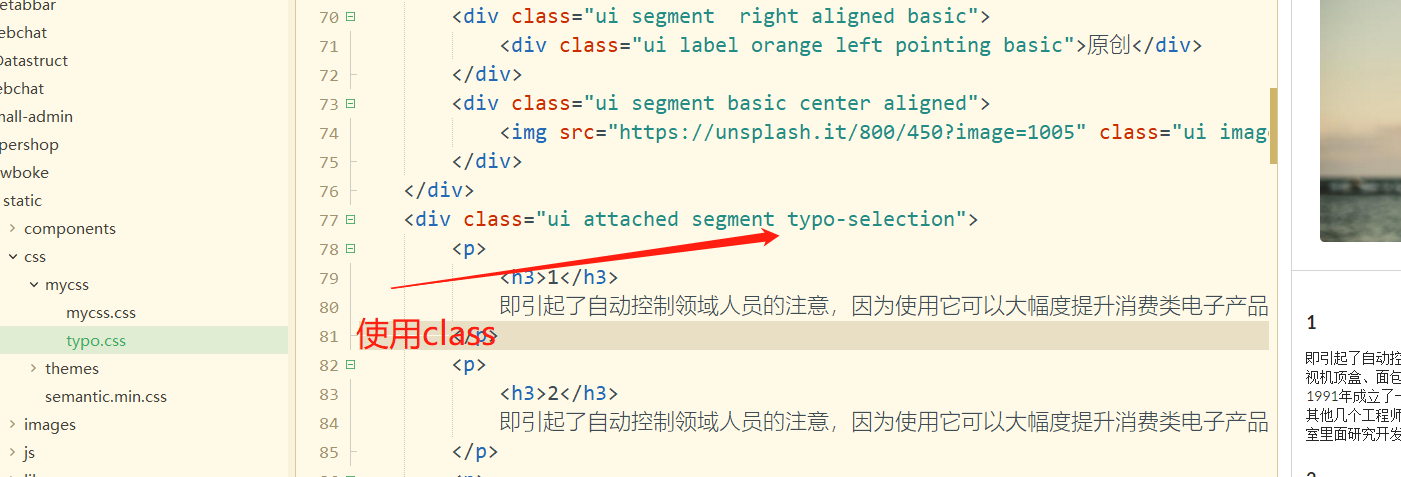 etabbar
ebchat
Datastruct
ebchat
mall-admin
pershop
wboke
static
components
css
mycss
mycss.css
typo.css
themes
semantic.min.css
images
js
70 <div class="ui segment  right aligned basic">
71 <div class="ui label orange left pointing basic">原创</div>
72 </div>
73 <div class="ui segment basic center aligned">
74 <img src="https://unsplash.it/800/450?image=1005" class="ui imag
75 </div>
76 </div>
77 <div class="ui attached segment typo-selection">
78 <p>
79 <h3>1</h3>
80 即引起了自动控制领域人员的注意，因为使用它可以大幅度提升消费类电子产品
81 </p>
使用class
82 <p>
83 <h3>2</h3>
84 即引起了自动控制领域人员的注意，因为使用它可以大幅度提升消费类电子产品
85 </p>
1
即引起了自动控
视机顶盒、面包
1991年成立了一
其他几个工程师
室里面研究开发